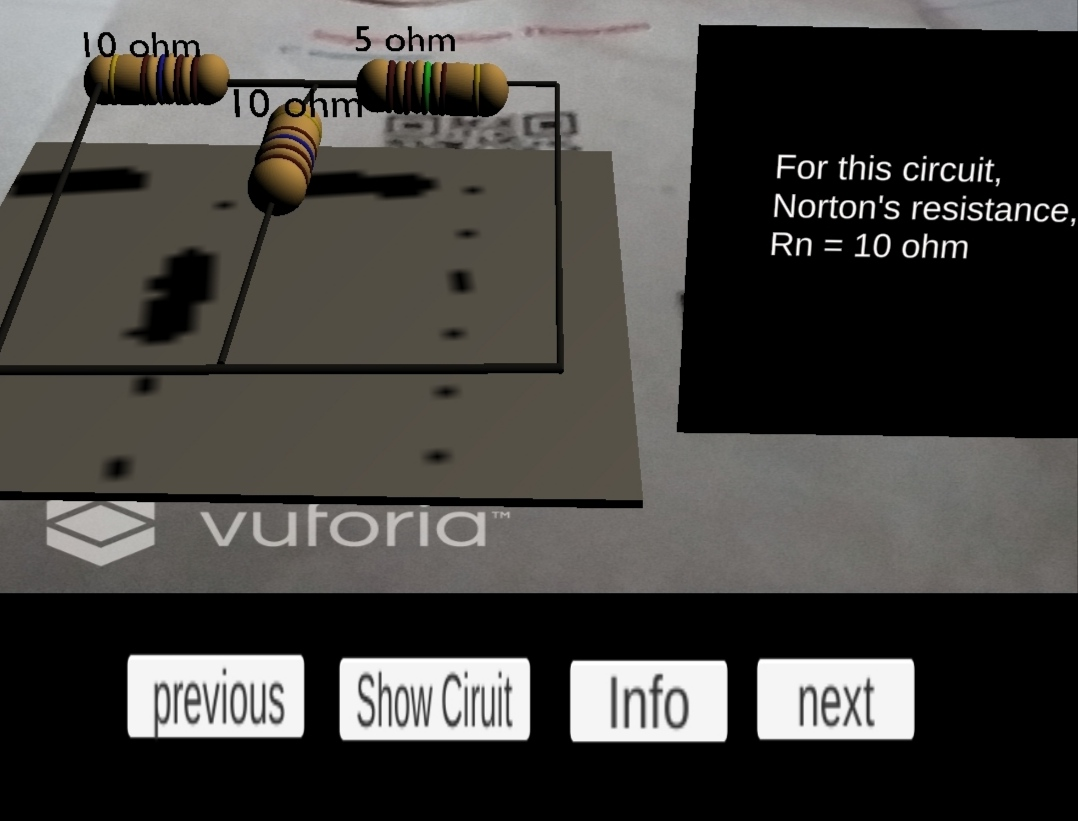 10 ohm
5 ohm
10 ohm
For this circuit,
Norton's resistance,
Rn = 10 ohm
vuforia™
previous
Show Ciruit
Info
next